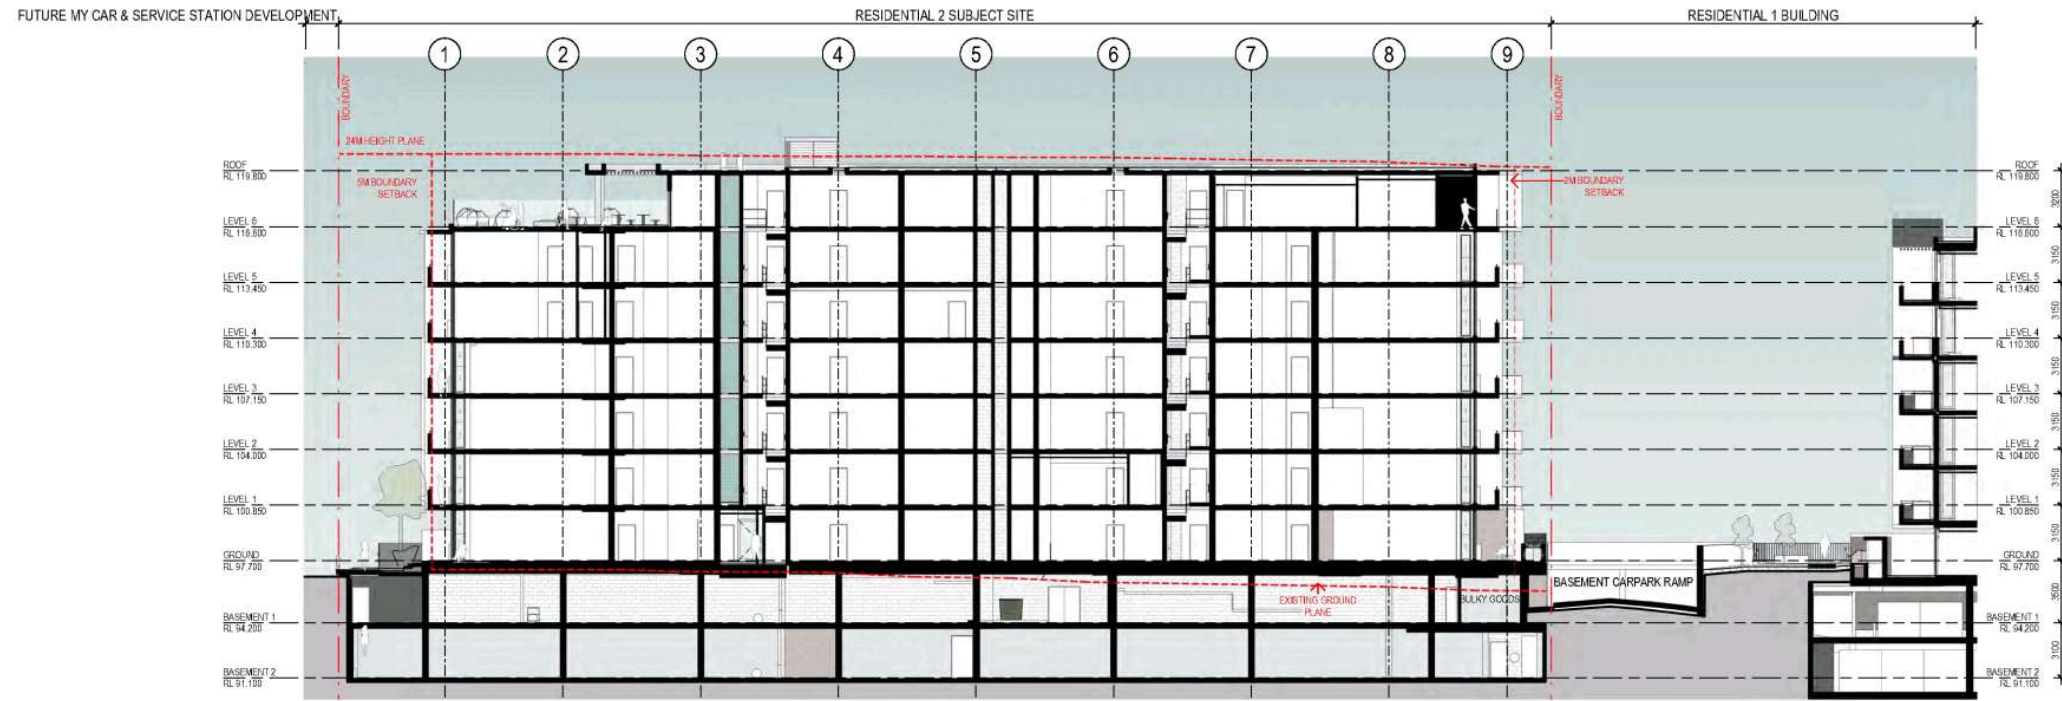 FUTURE MY CAR & SERVICE STATION DEVELOPMENT
RESIDENTIAL 2 SUBJECT SITE
RESIDENTIAL 1 BUILDING
1
2
3
4
5
6
7
8
9
BOUNDARY
BOUNDARY
24M HEIGHT PLANE
5M BOUNDARY
SETBACK
2M BOUNDARY
SETBACK
ROOF
RL 119.800
LEVEL 6
RL 116.600
LEVEL 5
RL 113.450
LEVEL 4
RL 110.300
LEVEL 3
RL 107.150
LEVEL 2
RL 104.000
LEVEL 1
RL 100.850
GROUND
RL 97.700
BASEMENT 1
RL 94.200
BASEMENT 2
RL 91.100
EXISTING GROUND
PLANE
BULKY GOODS
BASEMENT CARPARK RAMP
ROOF
RL 119.800
LEVEL 6
RL 116.600
LEVEL 5
RL 113.450
LEVEL 4
RL 110.300
LEVEL 3
RL 107.150
LEVEL 2
RL 104.000
LEVEL 1
RL 100.850
GROUND
RL 97.700
BASEMENT 1
RL 94.200
BASEMENT 2
RL 91.100
3200
3150
3150
3150
3150
3150
3150
3500
3100